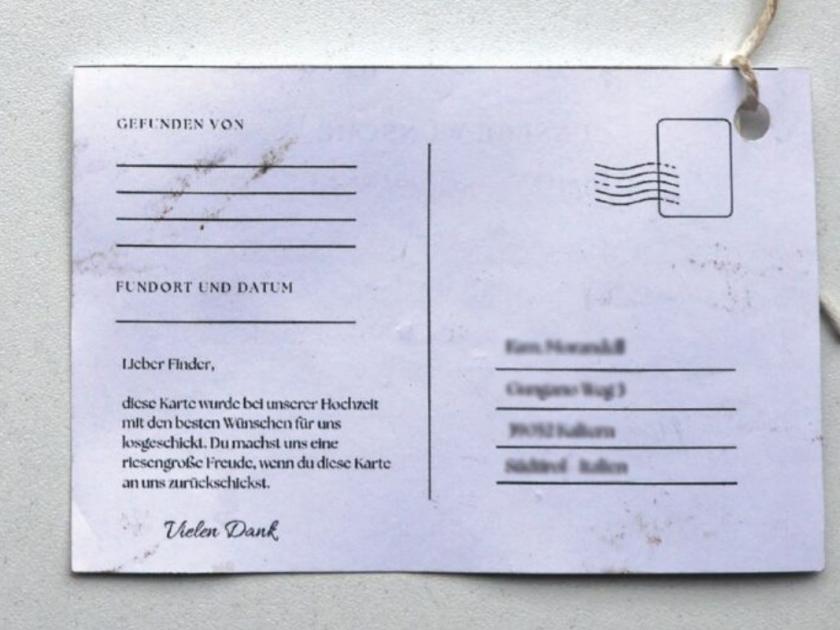 GEFUNDEN VON
FUNDORT UND DATUM
Lieber Finder,
diese Karte wurde bei unserer Hochzeit
mit den besten Wünschen für uns
losgeschickt. Du machst uns eine
riesengroße Freude, wenn du diese Karte
an uns zurückschickst.
Vielen Dank